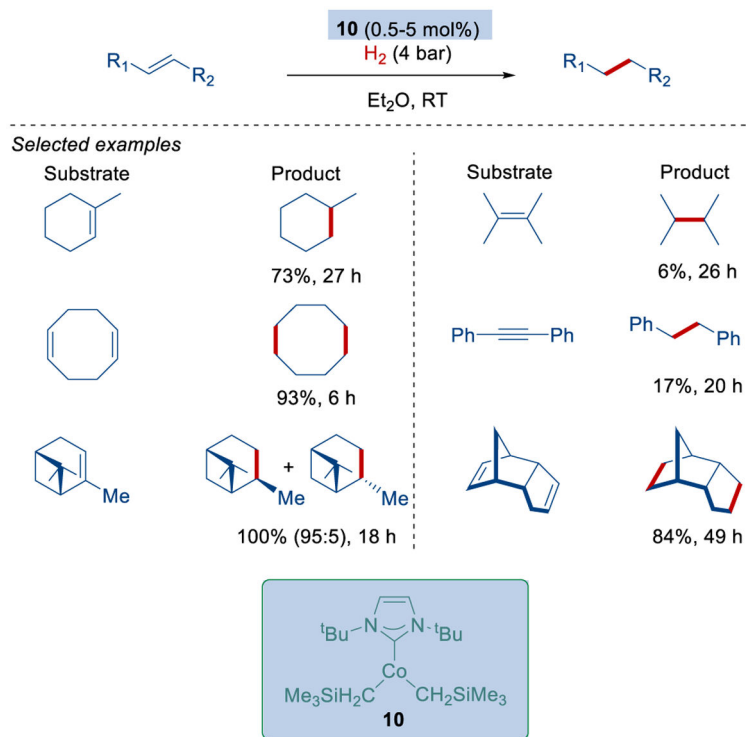 10 (0.5-5 mol%)
H2 (4 bar)
R1
R2
R1
R2
Et2O, RT
Selected examples
Substrate
Product
Substrate
Product
73%, 27 h
6%, 26 h
Ph
Ph
Ph
Ph
93%, 6 h
17%, 20 h
Me
+
Me
Me
100% (95:5), 18 h
84%, 49 h
tBu
N
N
tBu
Co
Me3SiH2C
CH2SiMe3
10